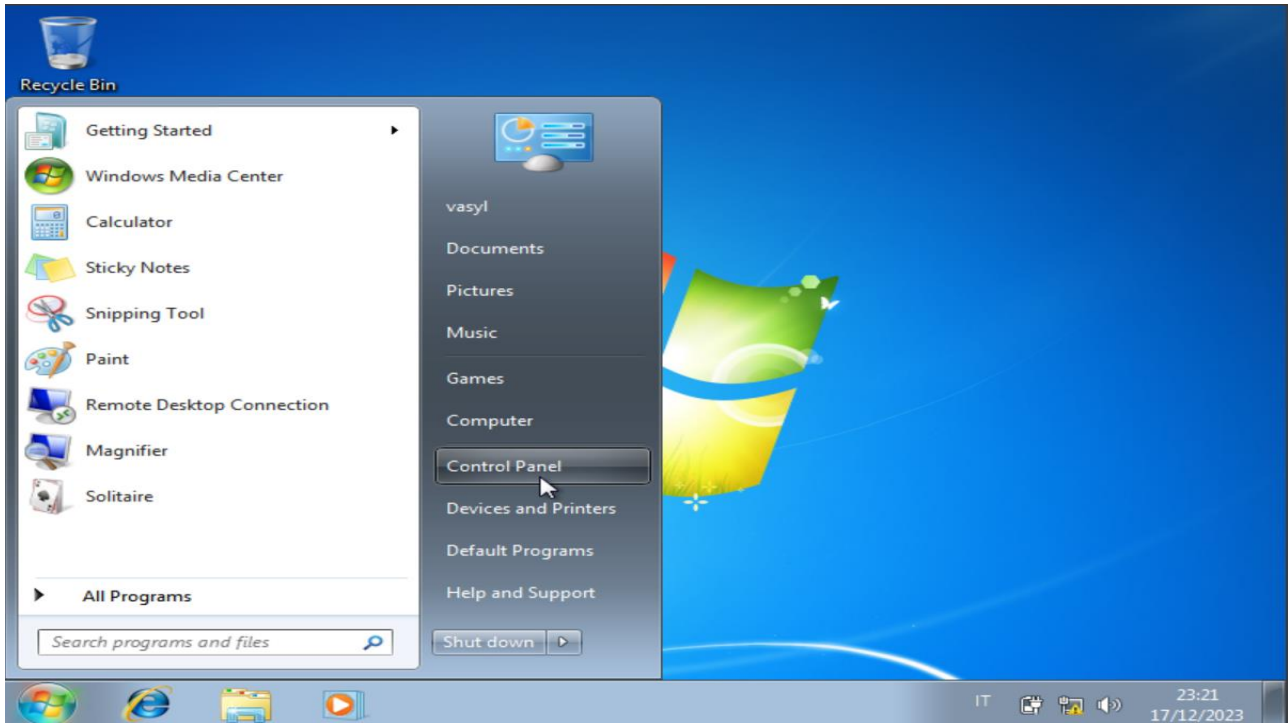 Recycle Bin
Getting Started
Windows Media Center
Calculator
Sticky Notes
Snipping Tool
Paint
Remote Desktop Connection
Magnifier
Solitaire
All Programs
Search programs and files
vasyl
Documents
Pictures
Music
Games
Computer
Control Panel
Devices and Printers
Default Programs
Help and Support
Shut down
IT
23:21
17/12/2023